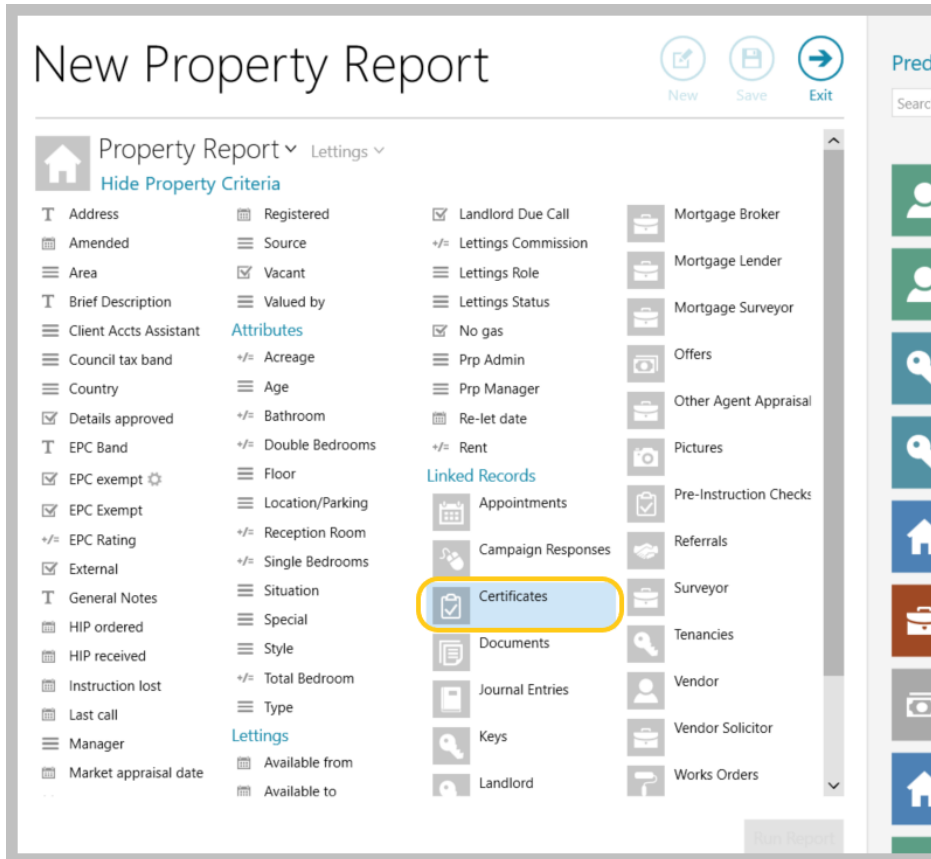 New Property Report
New
Save
Exit
Property Report
Lettings
Hide Property Criteria
Address
Amended
Area
Brief Description
Client Accts Assistant
Council tax band
Country
Details approved
EPC Band
EPC exempt
EPC Exempt
EPC Rating
External
General Notes
HIP ordered
HIP received
Instruction lost
Last call
Manager
Market appraisal date
Registered
Source
Vacant
Valued by
Attributes
Acreage
Age
Bathroom
Double Bedrooms
Floor
Location/Parking
Reception Room
Single Bedrooms
Situation
Special
Style
Total Bedroom
Type
Lettings
Available from
Available to
Landlord Due Call
Lettings Commission
Lettings Role
Lettings Status
No gas
Prp Admin
Prp Manager
Re-let date
Rent
Linked Records
Appointments
Campaign Responses
Certificates
Documents
Journal Entries
Keys
Landlord
Mortgage Broker
Mortgage Lender
Mortgage Surveyor
Offers
Other Agent Appraisal
Pictures
Pre-Instruction Checks
Referrals
Surveyor
Tenancies
Vendor
Vendor Solicitor
Works Orders
Run Report
Pred
Searc